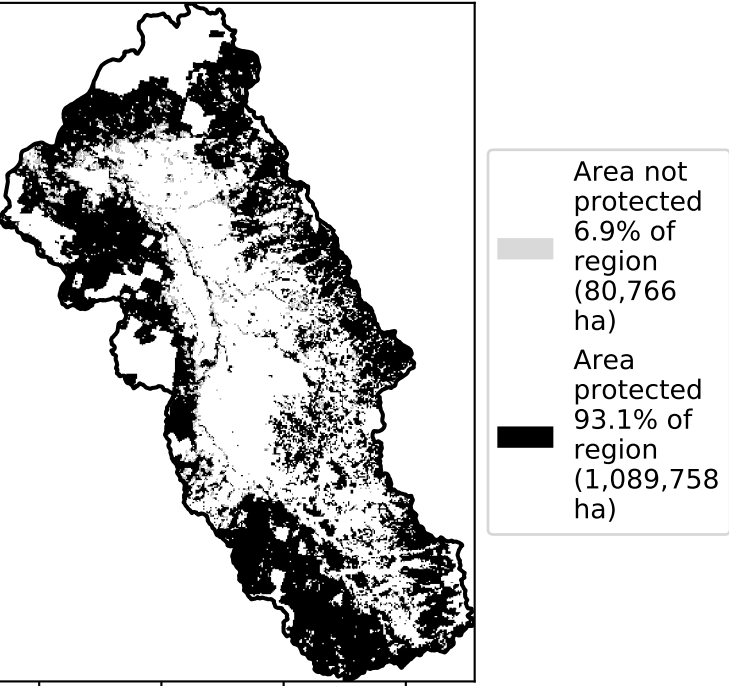 Area not
protected
6.9% of
region
(80,766
ha)
Area
protected
93.1% of
region
(1,089,758
ha)